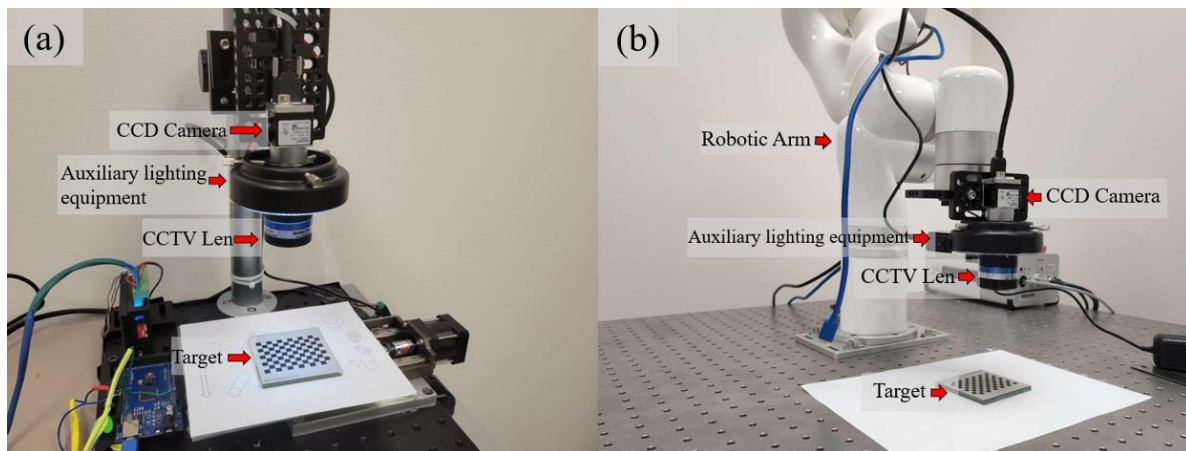 (a)
CCD Camera
Auxiliary lighting
equipment
CCTV Len
Target
(b)
Robotic Arm
CCD Camera
Auxiliary lighting equipment
CCTV Len
Target